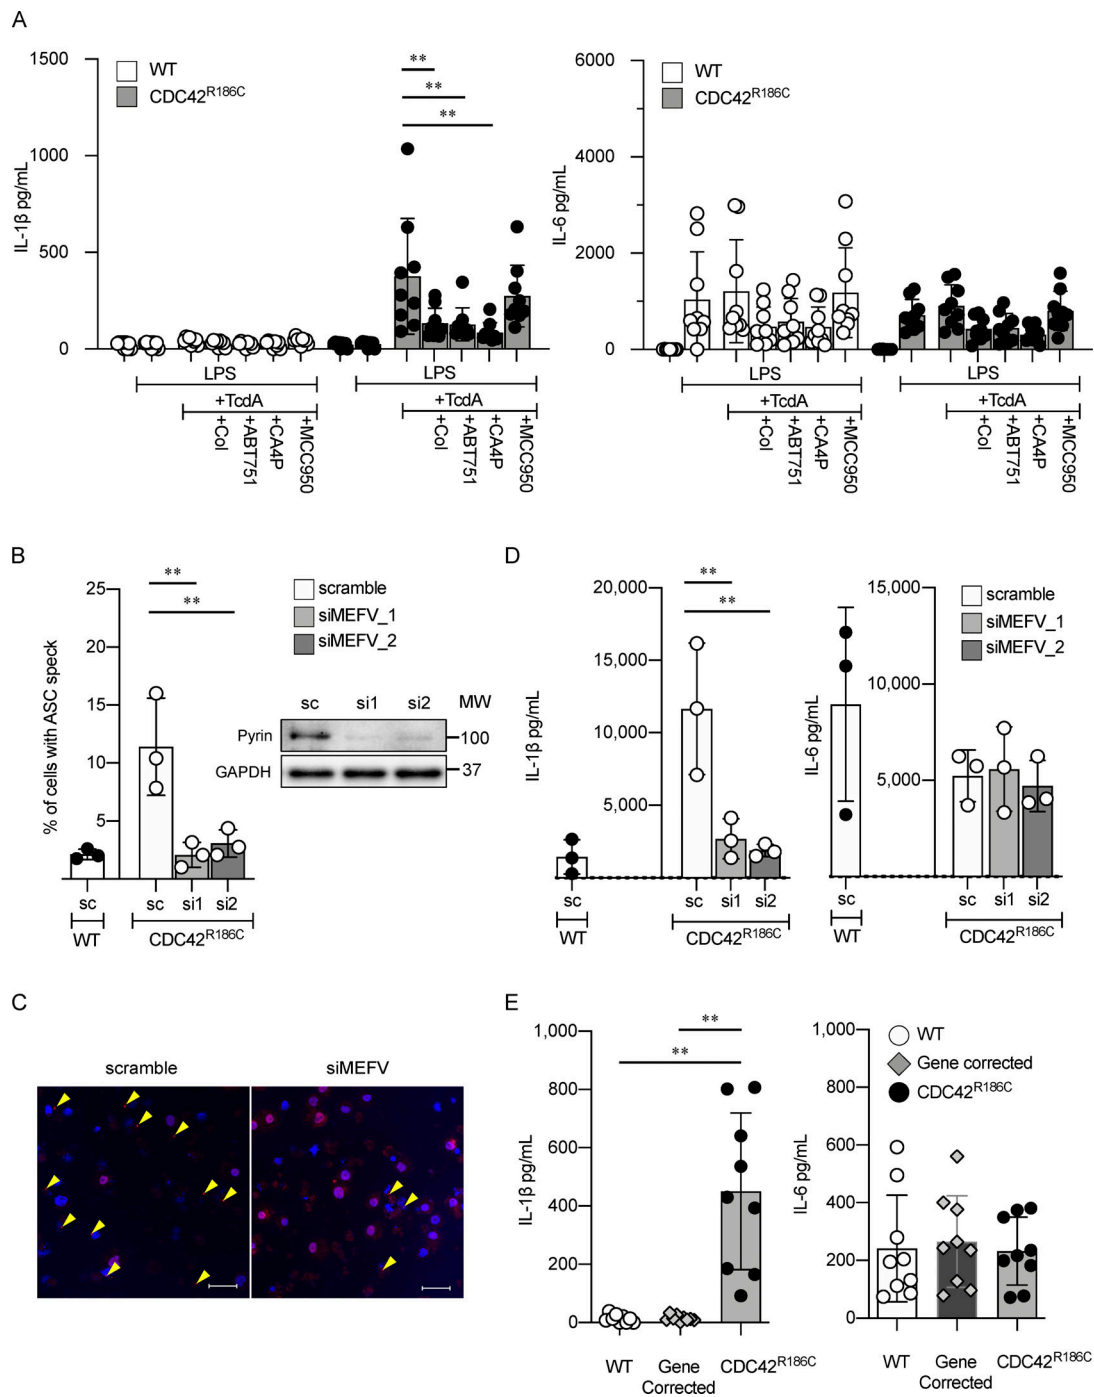 A
1500
1000
500
0
IL-1β pg/mL
WT
CDC42R186C
**
**
**
LPS
+TcdA
+Col
+ABT751
+CA4P
+MCC950
LPS
+TcdA
+Col
+ABT751
+CA4P
+MCC950
6000
4000
2000
0
IL-6 pg/mL
WT
CDC42R186C
LPS
+TcdA
+Col
+ABT751
+CA4P
+MCC950
LPS
+TcdA
+Col
+ABT751
+CA4P
+MCC950
B
25
20
15
10
5
% of cells with ASC speck
**
**
scramble
siMEFV_1
siMEFV_2
sc si1 si2 MW
Pyrin 100
GAPDH 37
sc sc si1 si2
WT CDC42R186C
D
20,000
15,000
10,000
5,000
IL-1β pg/mL
**
**
sc sc si1 si2
WT CDC42R186C
15,000
10,000
5,000
IL-6 pg/mL
scramble
siMEFV_1
siMEFV_2
sc sc si1 si2
WT CDC42R186C
C
scramble siMEFV
E
1,000
800
600
400
200
0
IL-1β pg/mL
**
**
WT Gene Corrected CDC42R186C
1,000
800
600
400
200
0
IL-6 pg/mL
WT
Gene corrected
CDC42R186C
WT Gene Corrected CDC42R186C